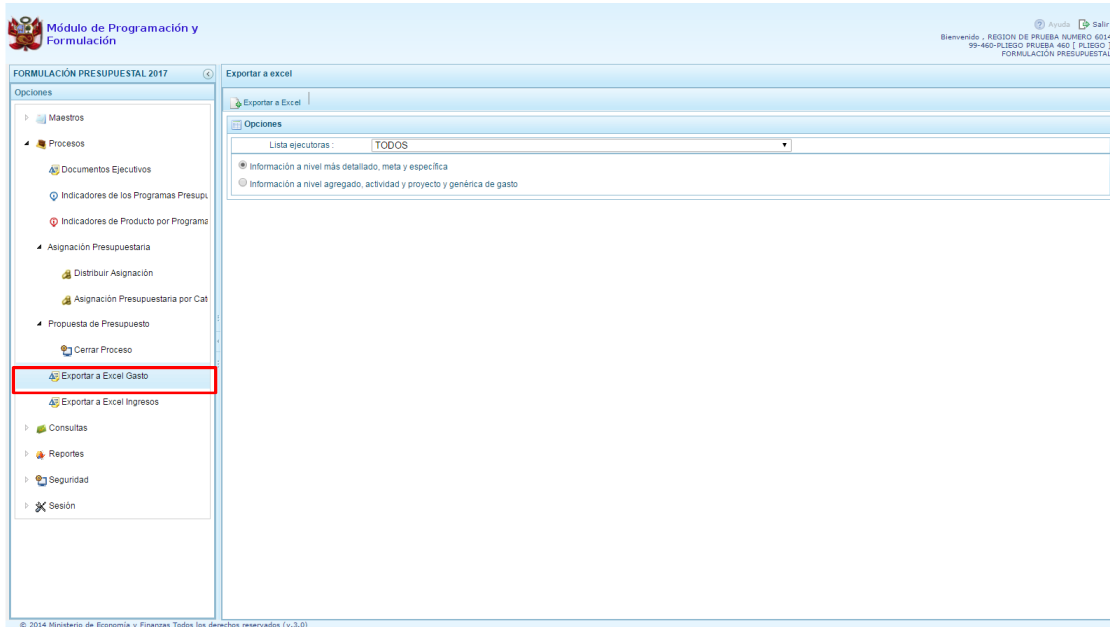 Módulo de Programación y
Formulación
Ayuda Salir
Bienvenido , REGION DE PRUEBA NUMERO 6014
99-460-PLIEGO PRUEBA 460 [ PLIEGO ]
FORMULACIÓN PRESUPUESTAL
FORMULACIÓN PRESUPUESTAL 2017
Opciones
Maestros
Procesos
Documentos Ejecutivos
Indicadores de los Programas Presupu
Indicadores de Producto por Programa
Asignación Presupuestaria
Distribuir Asignación
Asignación Presupuestaria por Cat
Propuesta de Presupuesto
Cerrar Proceso
Exportar a Excel Gasto
Exportar a Excel Ingresos
Consultas
Reportes
Seguridad
Sesión
Exportar a excel
Exportar a Excel
Opciones
Lista ejecutoras : TODOS
Información a nivel más detallado, meta y específica
Información a nivel agregado, actividad y proyecto y genérica de gasto
© 2014 Ministerio de Economía y Finanzas Todos los derechos reservados (v.3.0)